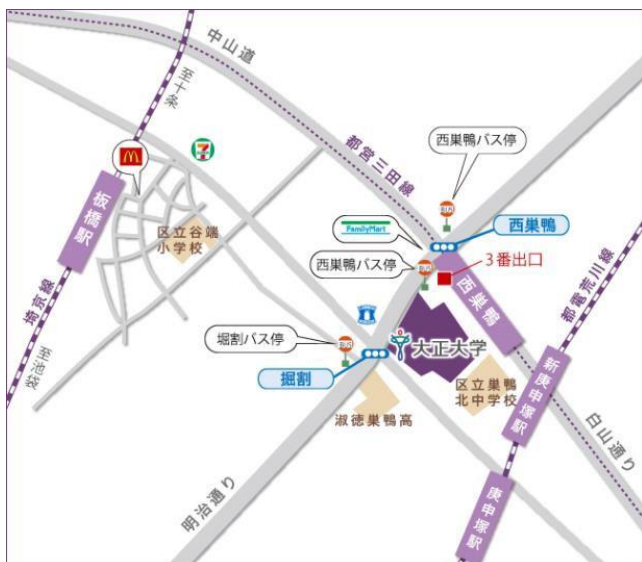 中山道
至十条
都営三田線
西巣鴨バス停
板橋駅
区立谷端
小学校
FamilyMart
西巣鴨
3番出口
西巣鴨バス停
西巣鴨
都電荒川線
埼京線
至池袋
堀割バス停
大正大学
堀割
区立巣鴨
北中学校
新庚申塚駅
淑徳巣鴨高
白山通り
明治通り
庚申塚駅